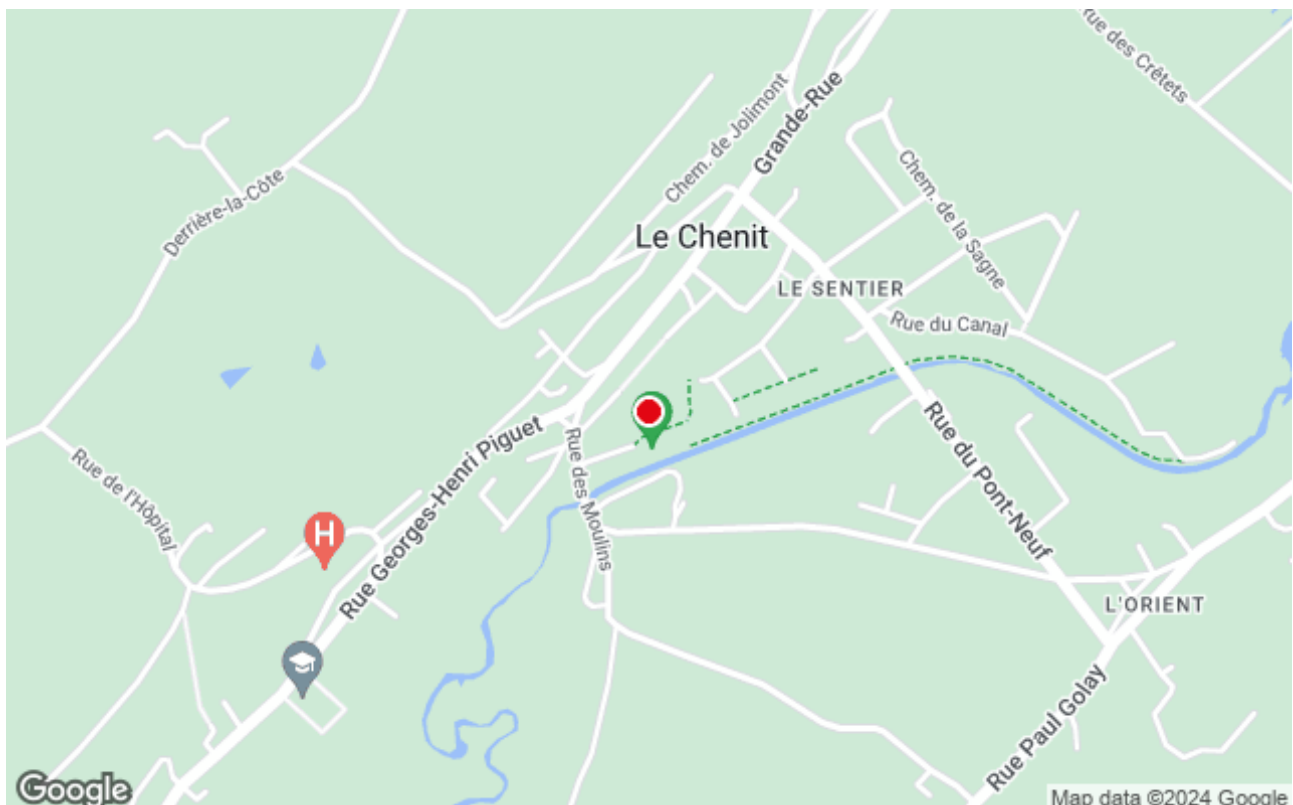 Rue des Crêtets
Chem. de Jolimont
Grande-Rue
Derrière-la-Côte
Chem. de la Sagne
Le Chenit
LE SENTIER
Rue du Canal
Rue Georges-Henri Piguet
Rue des Moulins
Rue du Pont-Neuf
Rue de l'Hôpital
H
L'ORIENT
Rue Paul Golay
Google
Map data ©2024 Google